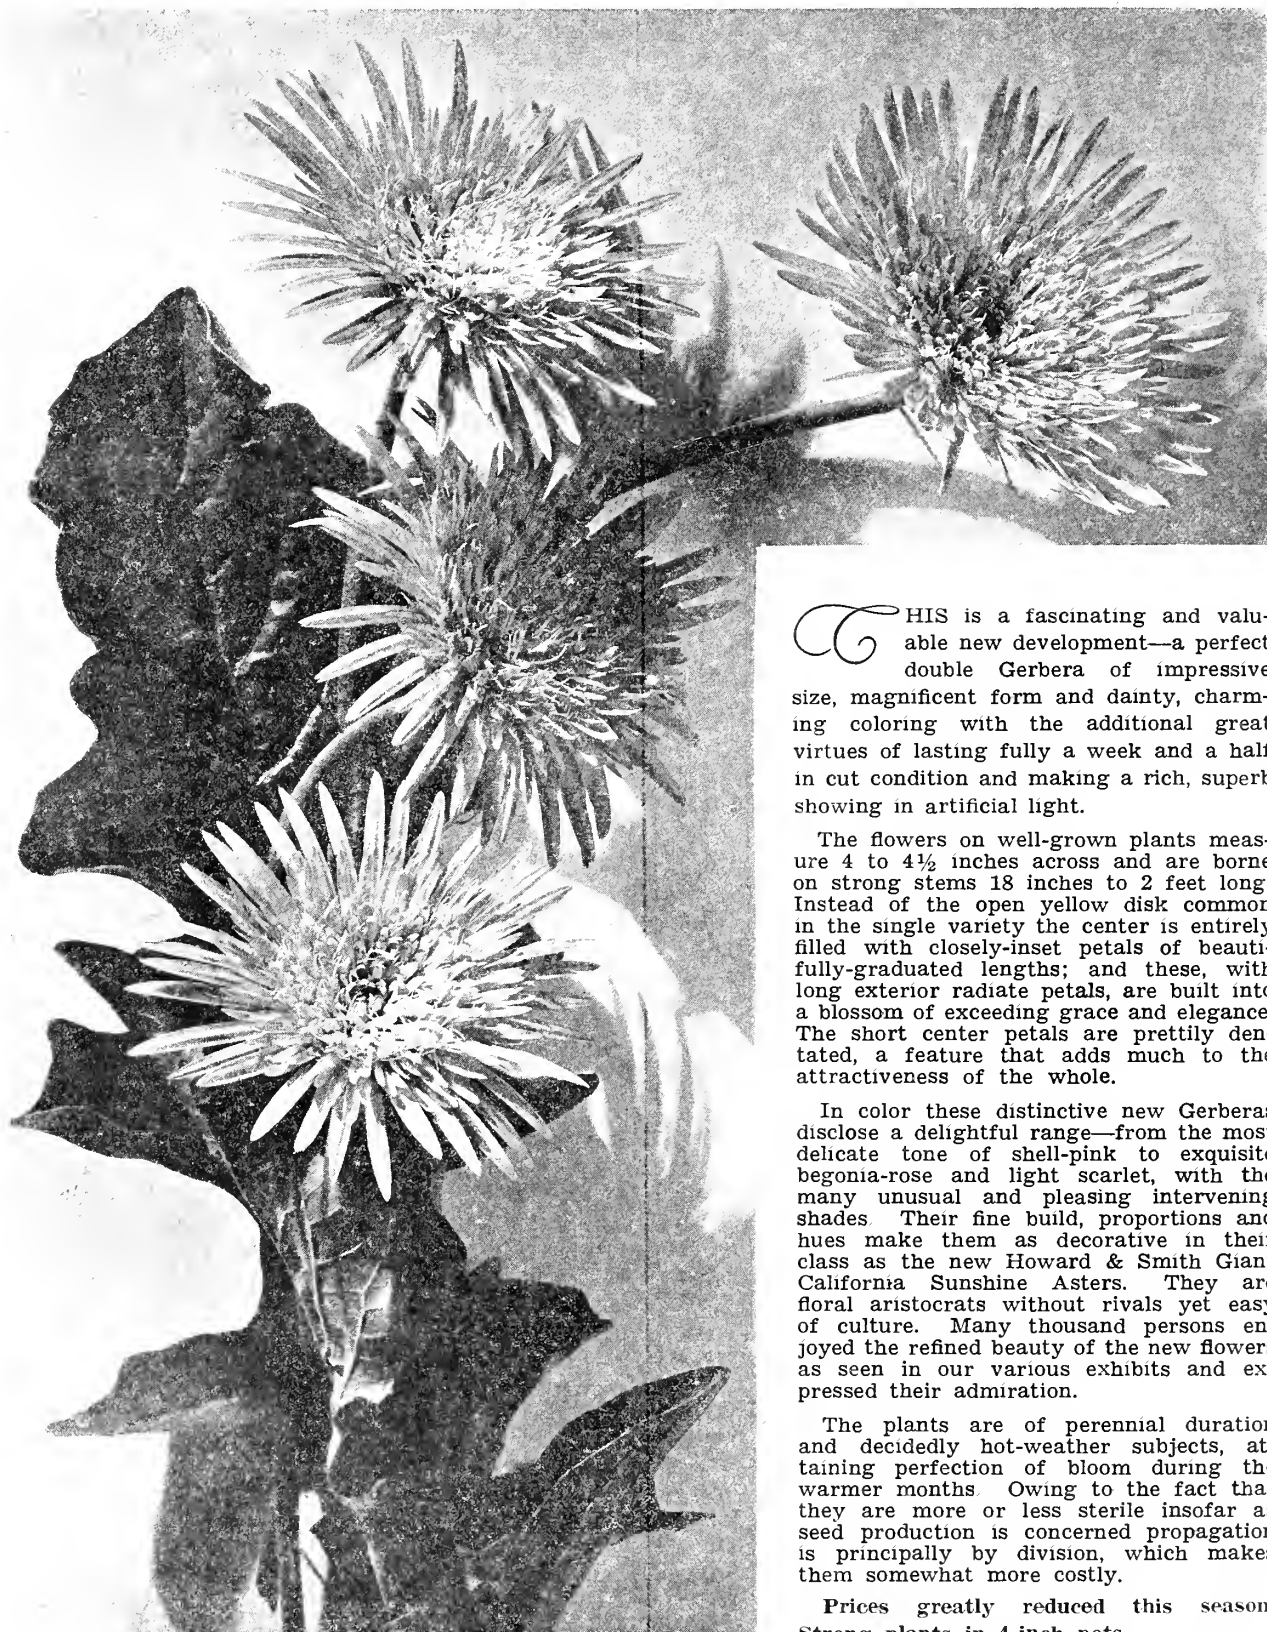 THIS is a fascinating and valu-
able new development—a perfect
double Gerbera of impressive
size, magnificent form and dainty, charm-
ing coloring with the additional great
virtues of lasting fully a week and a half
in cut condition and making a rich, superb
showing in artificial light.
The flowers on well-grown plants meas-
ure 4 to 4½ inches across and are borne
on strong stems 18 inches to 2 feet long
Instead of the open yellow disk common
in the single variety the center is entirely
filled with closely-inset petals of beauti-
fully-graduated lengths; and these, with
long exterior radiate petals, are built into
a blossom of exceeding grace and elegance
The short center petals are prettily den
tated, a feature that adds much to the
attractiveness of the whole.
In color these distinctive new Gerberas
disclose a delightful range—from the most
delicate tone of shell-pink to exquisite
begonia-rose and light scarlet, with the
many unusual and pleasing intervening
shades. Their fine build, proportions and
hues make them as decorative in their
class as the new Howard & Smith Gian
California Sunshine Asters. They are
floral aristocrats without rivals yet easy
of culture. Many thousand persons en
joyed the refined beauty of the new flower
as seen in our various exhibits and ex
pressed their admiration.
The plants are of perennial duration
and decidedly hot-weather subjects, at
taining perfection of bloom during th
warmer months. Owing to the fact tha
they are more or less sterile insofar a
seed production is concerned propagation
is principally by division, which makes
them somewhat more costly.
Prices greatly reduced this season
Strong plants in 4-inch pots